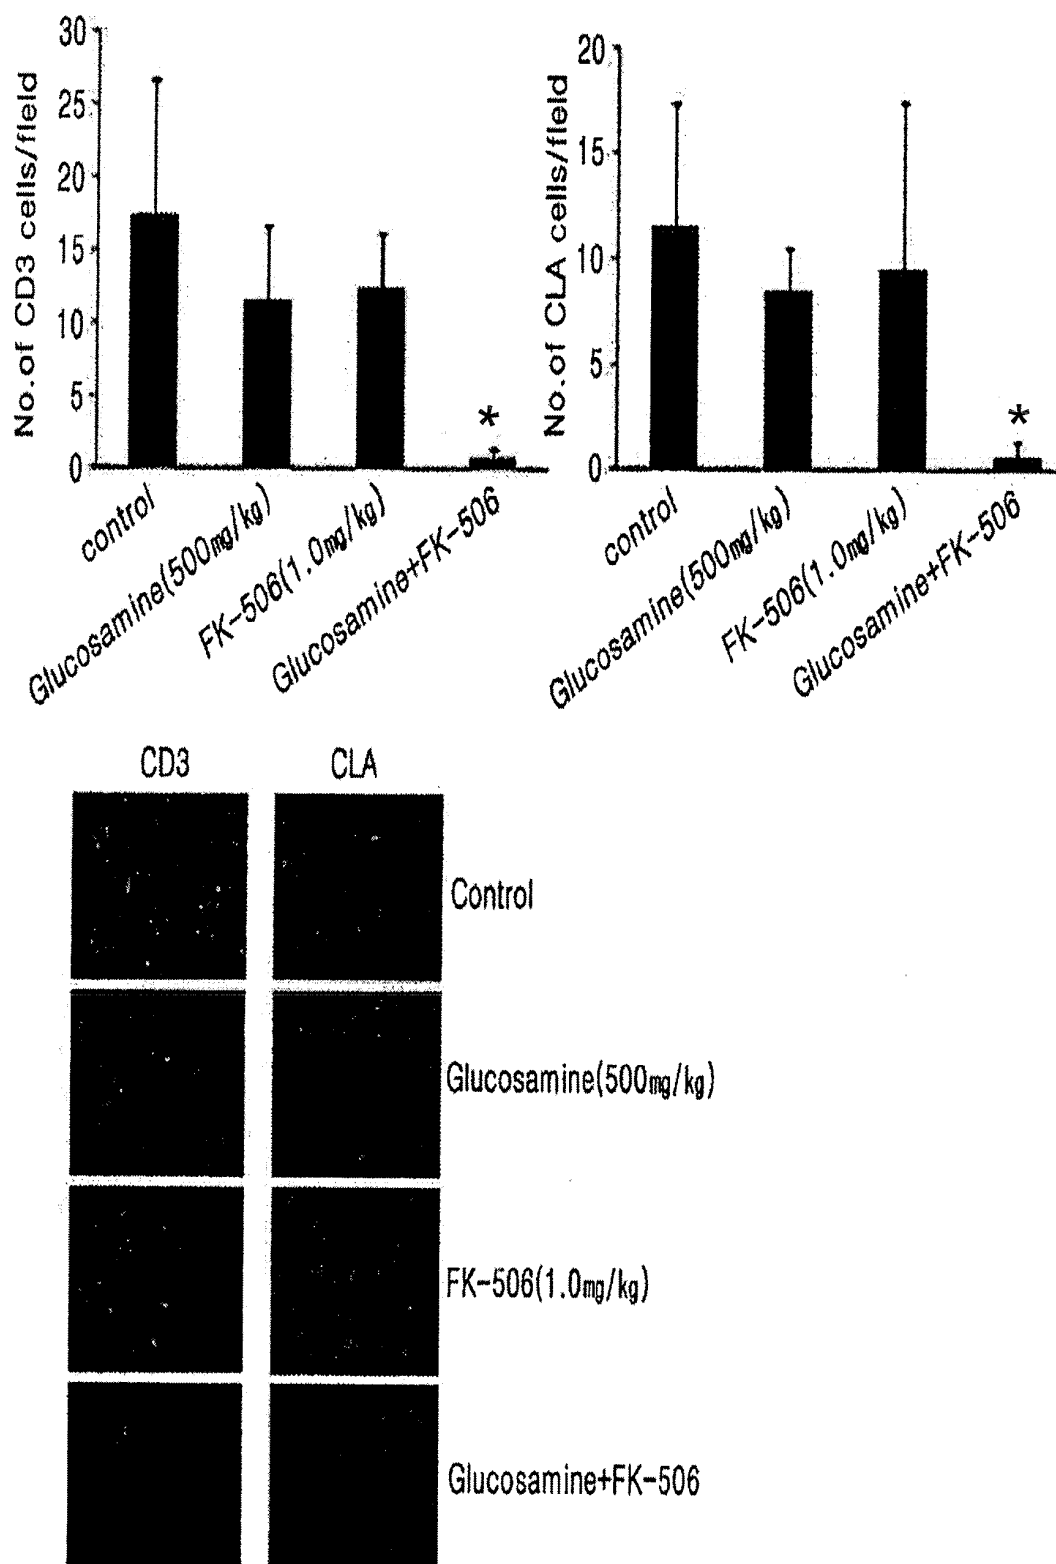 No.of CD3 cells/field
30
25
20
15
10
5
0
*
control
Glucosamine(500mg/kg)
FK-506(1.0mg/kg)
Glucosamine+FK-506
No.of CLA cells/field
20
15
10
5
0
*
control
Glucosamine(500mg/kg)
FK-506(1.0mg/kg)
Glucosamine+FK-506
CD3 CLA
Control
Glucosamine(500mg/kg)
FK-506(1.0mg/kg)
Glucosamine+FK-506